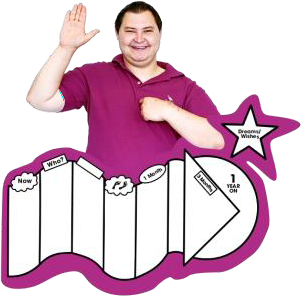 Dreams/
Wishes
Now
Who?
1 Month
3 Months
1
YEAR
ON